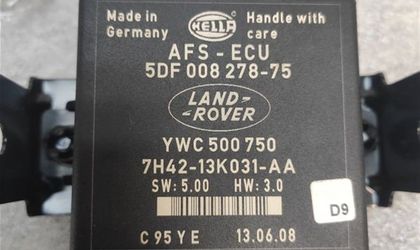 Made in Germany
HELLA
Handle with care
AFS - ECU
5DF 008 278-75
LAND-
ROVER
YWC 500 750
7H42-13K031-AA
SW: 5.00 HW: 3.0
D9
C 95 Y E 13.06.08